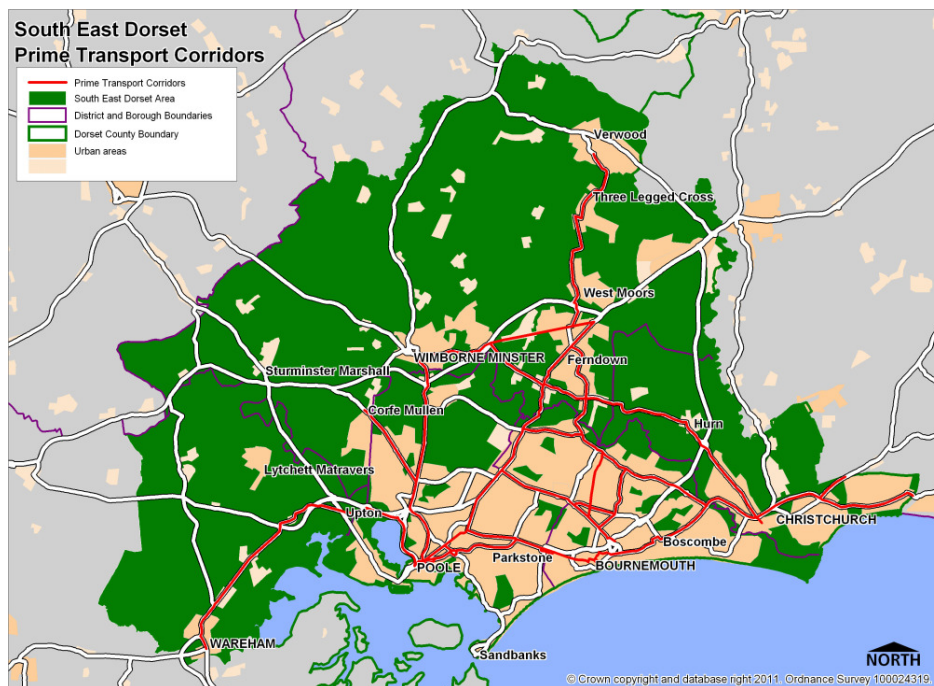 South East Dorset
Prime Transport Corridors
Prime Transport Corridors
South East Dorset Area
District and Borough Boundaries
Dorset County Boundary
Urban areas
Verwood
Three Legged Cross
West Moors
WIMBORNE MINSTER
Ferndown
Sturminster Marshall
Corfe Mullen
Hurn
Lytchett Matravers
Upton
CHRISTCHURCH
Boscombe
Parkstone
POOLE
BOURNEMOUTH
WAREHAM
Sandbanks
NORTH
© Crown copyright and database right 2011. Ordnance Survey 100024319.